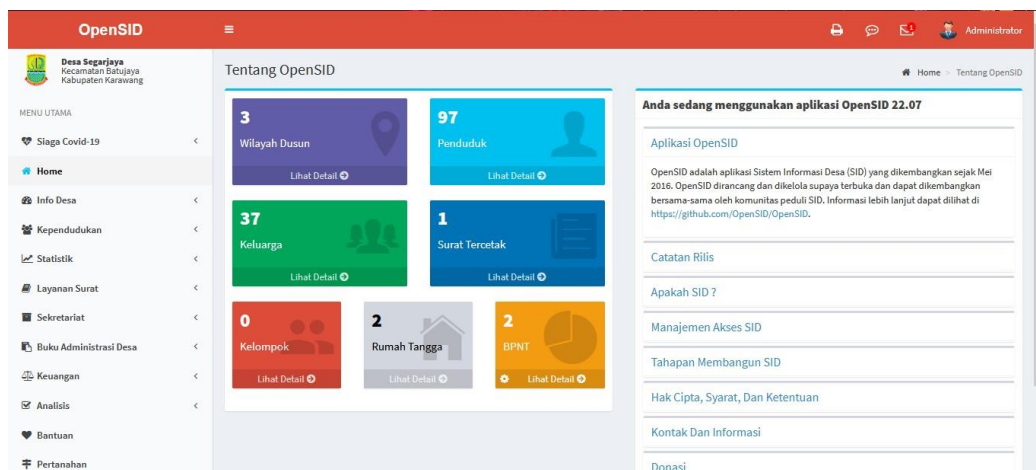 OpenSID
1
Administrator
Desa Segarjaya
Kecamatan Batujaya
Kabupaten Karawang
MENU UTAMA
Siaga Covid-19
Home
Info Desa
Kependudukan
Statistik
Layanan Surat
Sekretariat
Buku Administrasi Desa
Keuangan
Analisis
Bantuan
Pertanahan
Tentang OpenSID
Home > Tentang OpenSID
3
Wilayah Dusun
Lihat Detail
97
Penduduk
Lihat Detail
37
Keluarga
Lihat Detail
1
Surat Tercetak
Lihat Detail
0
Kelompok
Lihat Detail
2
Rumah Tangga
Lihat Detail
2
BPNT
Lihat Detail
Anda sedang menggunakan aplikasi OpenSID 22.07
Aplikasi OpenSID
OpenSID adalah aplikasi Sistem Informasi Desa (SID) yang dikembangkan sejak Mei
2016. OpenSID dirancang dan dikelola supaya terbuka dan dapat dikembangkan
bersama-sama oleh komunitas peduli SID. Informasi lebih lanjut dapat dilihat di
https://github.com/OpenSID/OpenSID.
Catatan Rilis
Apakah SID ?
Manajemen Akses SID
Tahapan Membangun SID
Hak Cipta, Syarat, Dan Ketentuan
Kontak Dan Informasi
Donasi